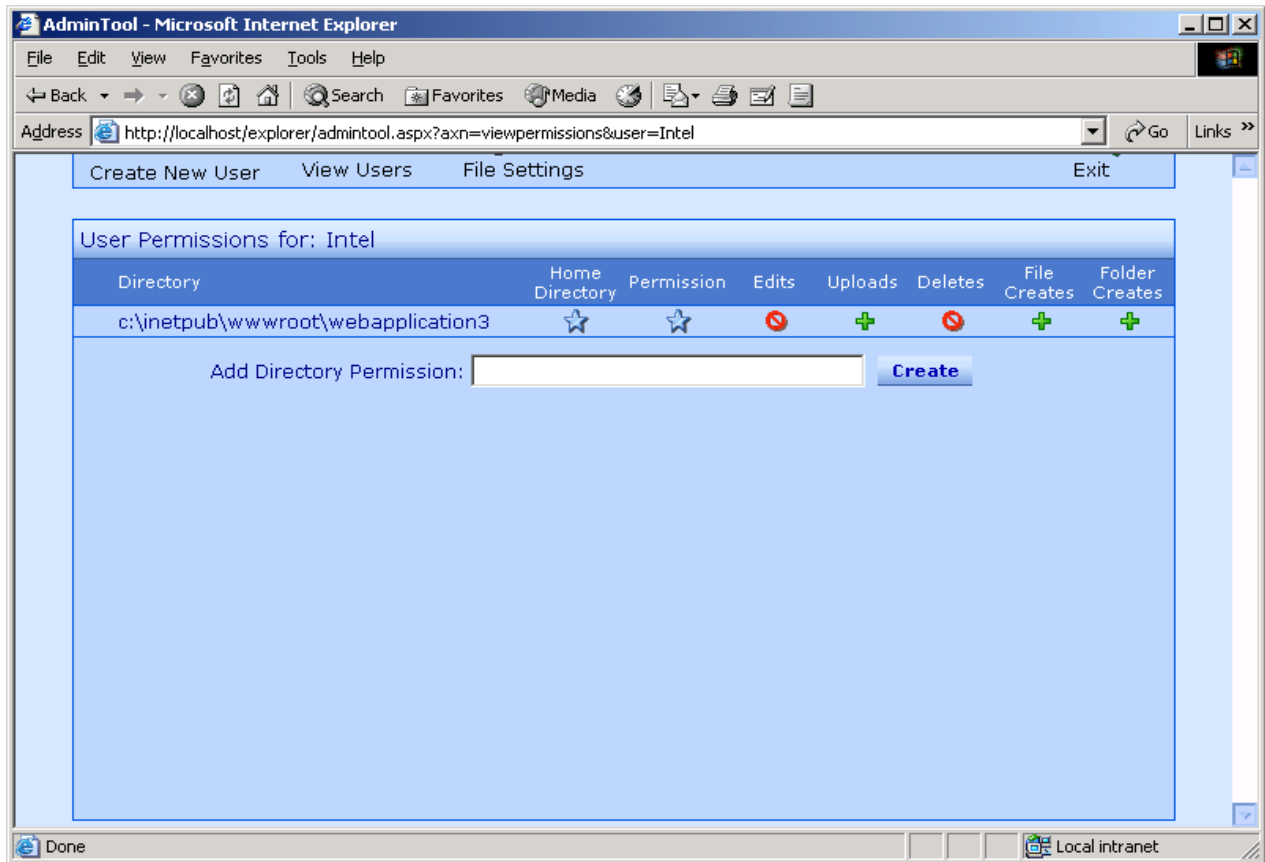 AdminTool - Microsoft Internet Explorer
File Edit View Favorites Tools Help
Back Search Favorites Media
Address http://localhost/explorer/admintool.aspx?axn=viewpermissions&user=Intel Go Links »
Create New User View Users File Settings Exit
User Permissions for: Intel
Directory Home Directory Permission Edits Uploads Deletes File Creates Folder Creates
c:\inetpub\wwwroot\webapplication3
Add Directory Permission: Create
Done Local intranet